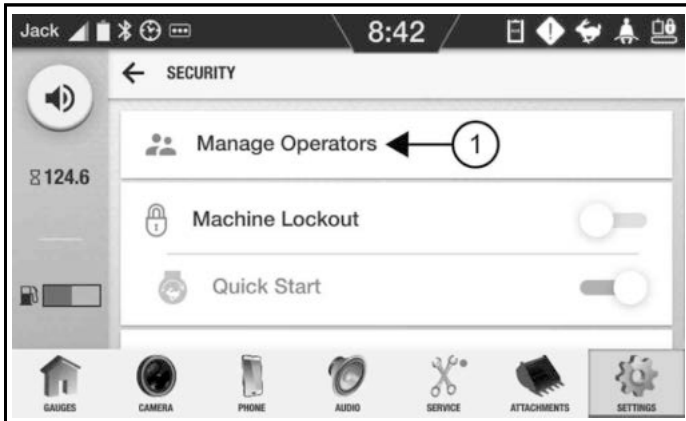 Jack 8:42
SECURITY
Manage Operators 1
124.6
Machine Lockout
Quick Start
GAUGES CAMERA PHONE AUDIO SERVICE ATTACHMENTS SETTINGS